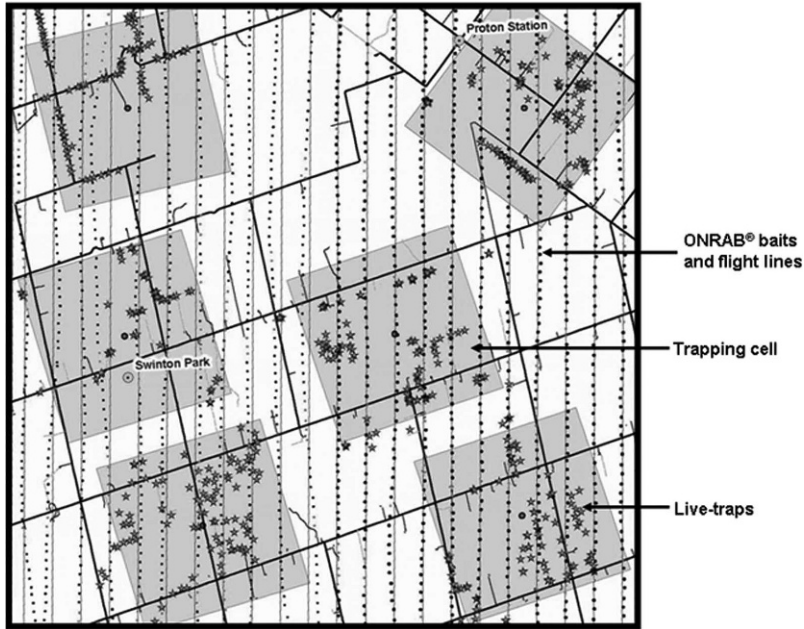 Proton Station
ONRAB® baits
and flight lines
Trapping cell
Swinton Park
Live-traps